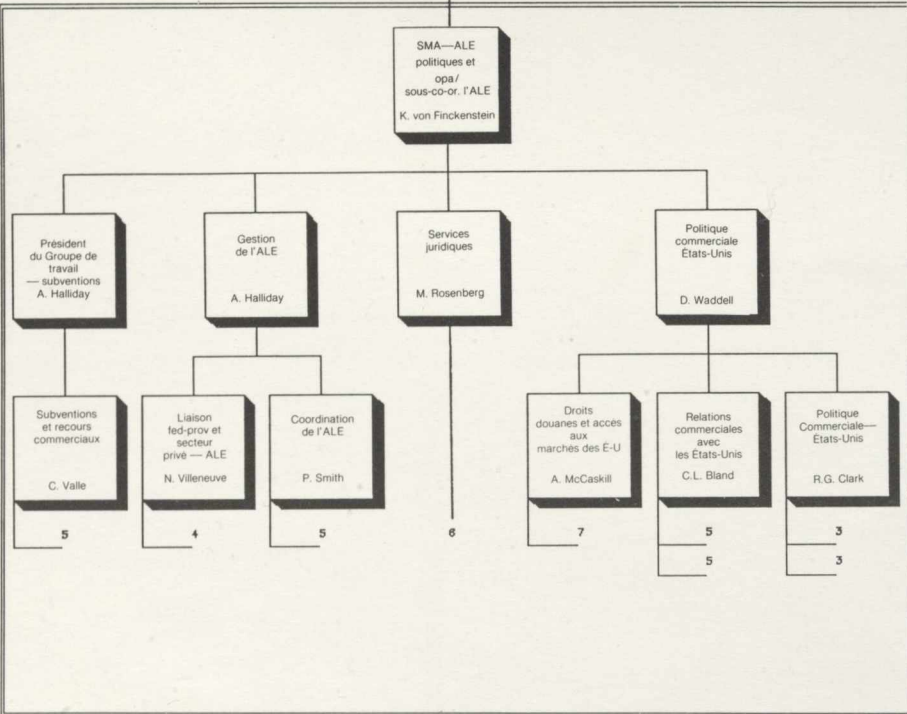 SMA—ALE
politiques et
opa/
sous-co-or. l'ALE
K. von Finckenstein
Président
du Groupe de
travail
— subventions
A. Halliday
Gestion
de l'ALE
A. Halliday
Services
juridiques
M. Rosenberg
Politique
commerciale
États-Unis
D. Waddell
Subventions
et recours
commerciaux
C. Valle
Liaison
fed-prov et
secteur
privé — ALE
N. Villeneuve
Coordination
de l'ALE
P. Smith
Droits
douanes et accès
aux
marchés des É-U
A. McCaskill
Relations
commerciales
avec
les États-Unis
C.L. Bland
Politique
Commerciale—
États-Unis
R.G. Clark
5
4
5
6
7
5
3
5
3